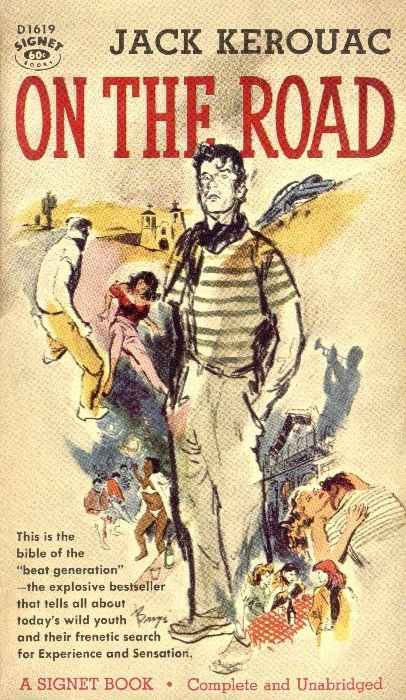 D1619
SIGNET
60¢
BOOKS
JACK KEROUAC
ON THE ROAD
This is the
bible of the
"beat generation"
—the explosive bestseller
that tells all about
today's wild youth
and their frenetic search
for Experience and Sensation.
A SIGNET BOOK • Complete and Unabridged